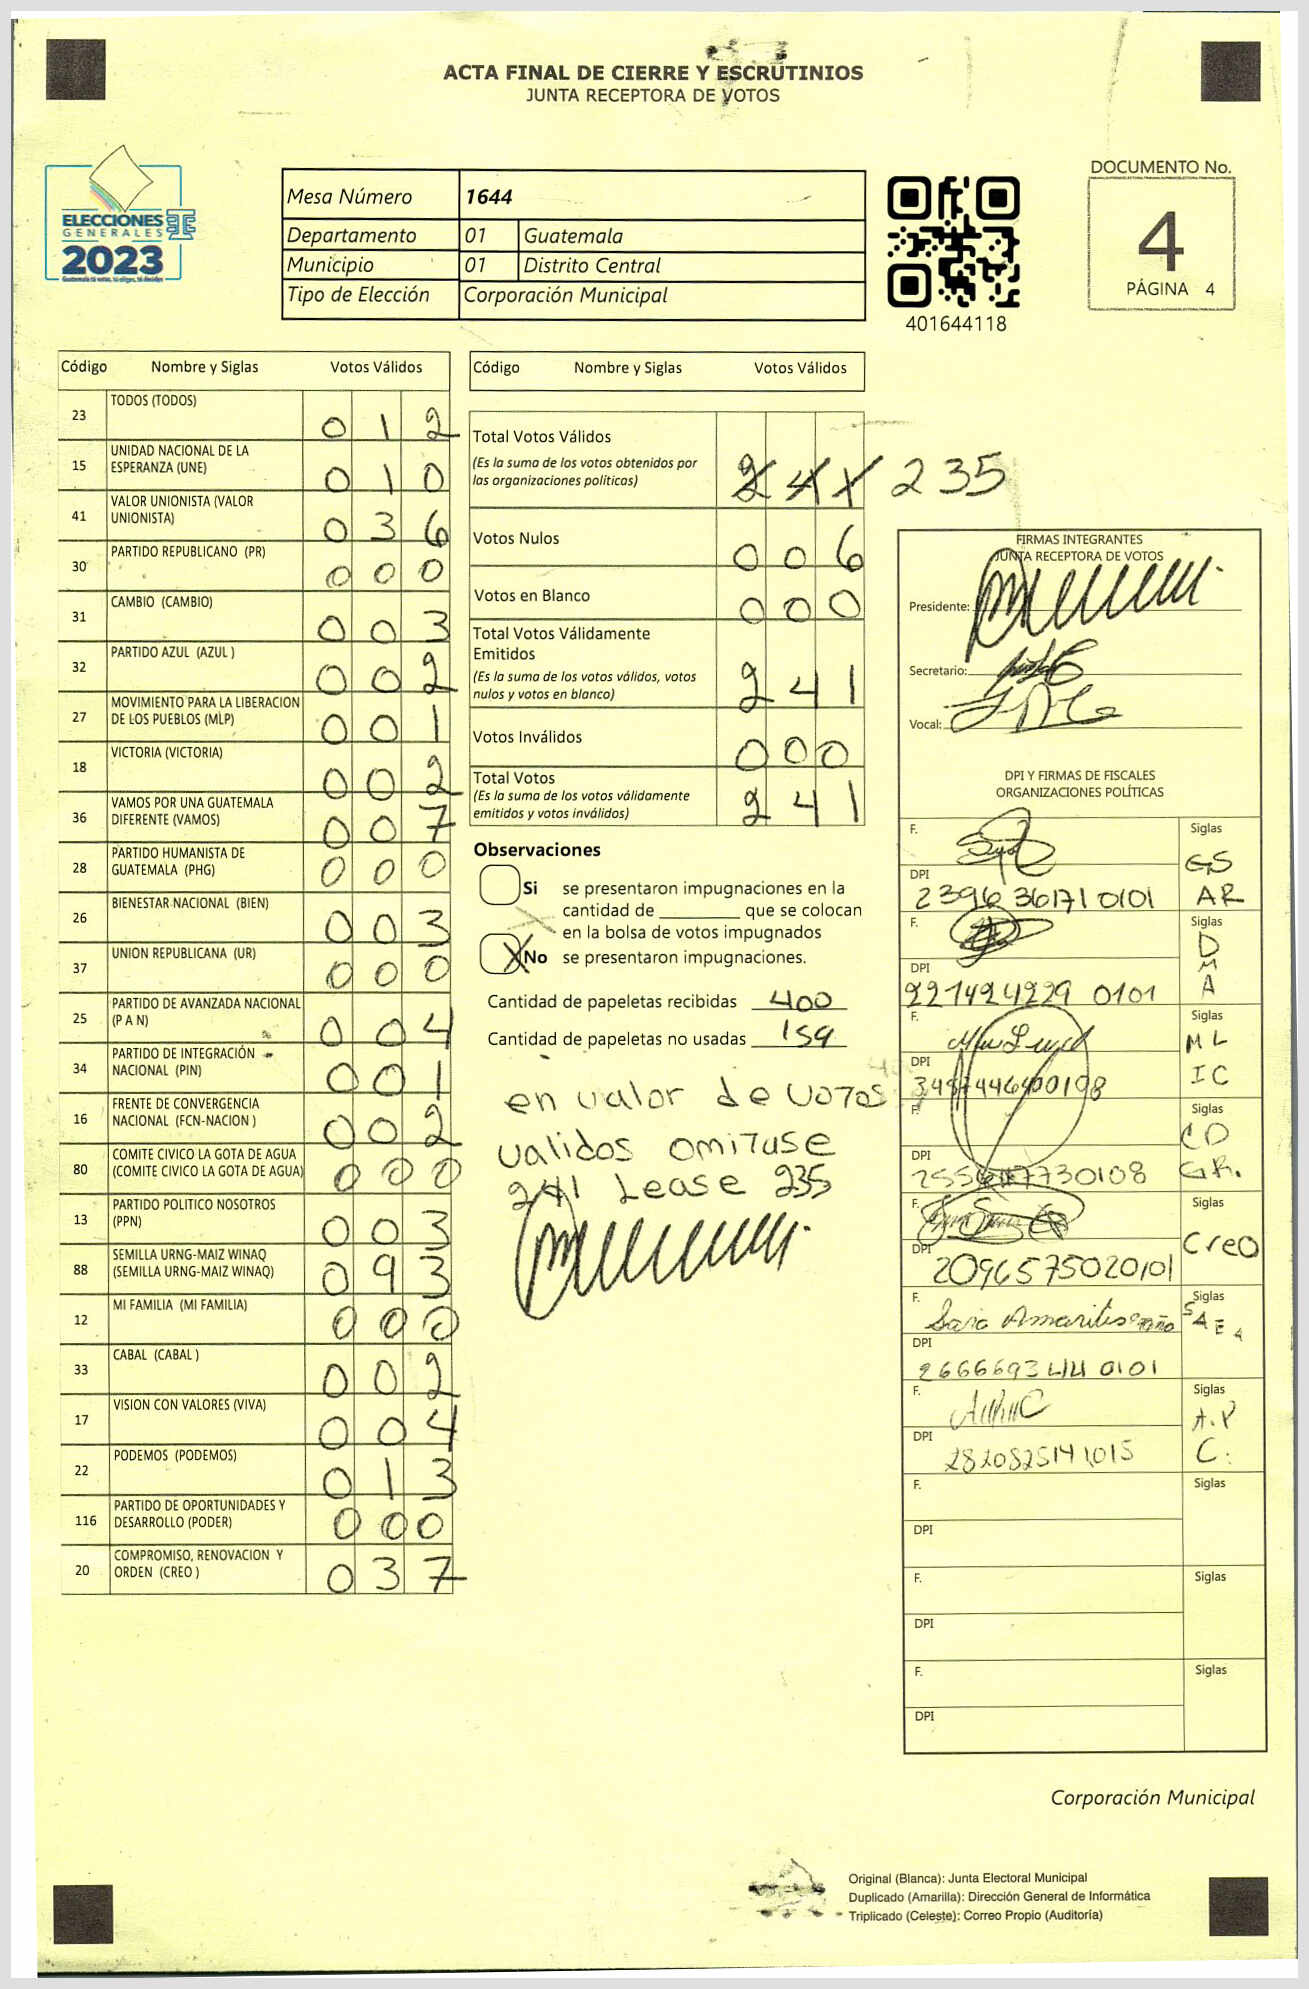 ACTA FINAL DE CIERRE Y ESCRUTINIOS
JUNTA RECEPTORA DE VOTOS
ELECCIONES
GENERALES
2023
Mesa Número 1644
Departamento 01 Guatemala
Municipio 01 Distrito Central
Tipo de Elección Corporación Municipal
401644118
DOCUMENTO No.
4
PÁGINA 4
Código Nombre y Siglas Votos Válidos
23 TODOS (TODOS) 0 1 2
15 UNIDAD NACIONAL DE LA
ESPERANZA (UNE) 0 1 0
41 VALOR UNIONISTA (VALOR
UNIONISTA) 0 3 6
30 PARTIDO REPUBLICANO (PR) 0 0 0
31 CAMBIO (CAMBIO) 0 0 3
32 PARTIDO AZUL (AZUL ) 0 0 2
27 MOVIMIENTO PARA LA LIBERACION
DE LOS PUEBLOS (MLP) 0 0 1
18 VICTORIA (VICTORIA) 0 0 2
36 VAMOS POR UNA GUATEMALA
DIFERENTE (VAMOS) 0 0 7
28 PARTIDO HUMANISTA DE
GUATEMALA (PHG) 0 0 0
26 BIENESTAR NACIONAL (BIEN) 0 0 3
37 UNION REPUBLICANA (UR) 0 0 0
25 PARTIDO DE AVANZADA NACIONAL
(P A N) 0 0 4
34 PARTIDO DE INTEGRACIÓN
NACIONAL (PIN) 0 0 1
16 FRENTE DE CONVERGENCIA
NACIONAL (FCN-NACION ) 0 0 2
80 COMITE CIVICO LA GOTA DE AGUA
(COMITE CIVICO LA GOTA DE AGUA) 0 0 0
13 PARTIDO POLITICO NOSOTROS
(PPN) 0 0 3
88 SEMILLA URNG-MAIZ WINAQ
(SEMILLA URNG-MAIZ WINAQ) 0 9 3
12 MI FAMILIA (MI FAMILIA) 0 0 0
33 CABAL (CABAL ) 0 0 2
17 VISION CON VALORES (VIVA) 0 0 4
22 PODEMOS (PODEMOS) 0 1 3
116 PARTIDO DE OPORTUNIDADES Y
DESARROLLO (PODER) 0 0 0
20 COMPROMISO, RENOVACION Y
ORDEN (CREO ) 0 3 7
Código Nombre y Siglas Votos Válidos
Total Votos Válidos
(Es la suma de los votos obtenidos por
las organizaciones políticas) 2 4 1 235
Votos Nulos 0 0 6
Votos en Blanco 0 0 0
Total Votos Válidamente
Emitidos
(Es la suma de los votos válidos, votos
nulos y votos en blanco) 2 4 1
Votos Inválidos 0 0 0
Total Votos
(Es la suma de los votos válidamente
emitidos y votos inválidos) 2 4 1
Observaciones
Si se presentaron impugnaciones en la
cantidad de ________ que se colocan
en la bolsa de votos impugnados
X No se presentaron impugnaciones.
Cantidad de papeletas recibidas 400
Cantidad de papeletas no usadas 159
en valor de votos
validos omituse
241 Lease 235
FIRMAS INTEGRANTES
JUNTA RECEPTORA DE VOTOS
Presidente:
Secretario:
Vocal:
DPI Y FIRMAS DE FISCALES
ORGANIZACIONES POLÍTICAS
F. Siglas
GS
AR
DPI
2396 36171 0101
F. Siglas
D
M
A
DPI
221424229 0101
F. Siglas
ML
IC
DPI
F. Siglas
CD
GR.
DPI
F. Siglas
Creo
DPI
2096575020101
F. Siglas
SAEA
DPI
F. Siglas
A.P
C.
DPI
F. Siglas
DPI
F. Siglas
DPI
F. Siglas
DPI
Corporación Municipal
Original (Blanca): Junta Electoral Municipal
Duplicado (Amarilla): Dirección General de Informática
Triplicado (Celeste): Correo Propio (Auditoría)